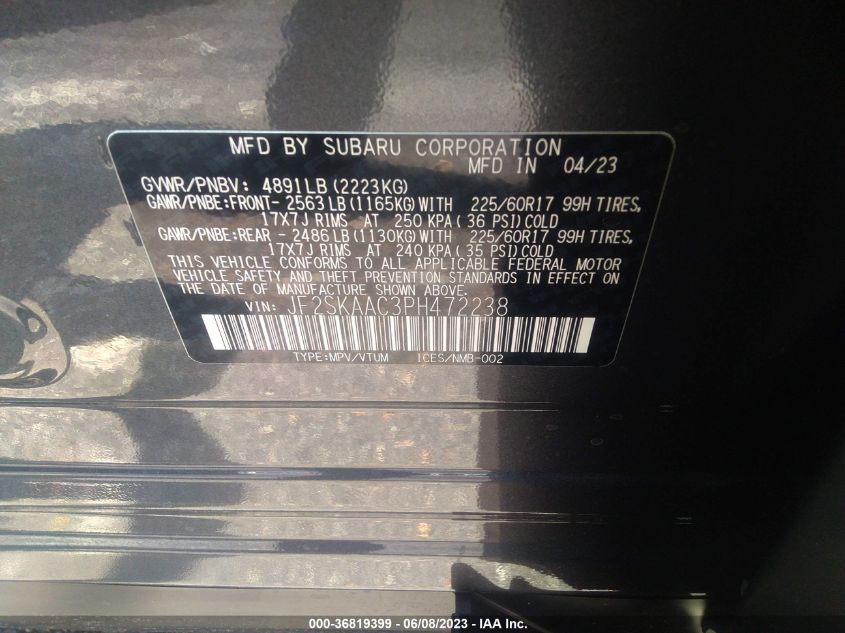 MFD BY SUBARU CORPORATION
MFD IN 04/23
GVWR/PNBV: 4891LB (2223KG)
GAWR/PNBE:FRONT- 2563LB (1165KG) WITH 225/60R17 99H TIRES,
17X7J RIMS AT 250 KPA ( 36 PSI) COLD
GAWR/PNBE:REAR - 2486LB (1130KG) WITH 225/60R17 99H TIRES,
17X7J RIMS AT 240 KPA ( 35 PSI) COLD
THIS VEHICLE CONFORMS TO ALL APPLICABLE FEDERAL MOTOR
VEHICLE SAFETY AND THEFT PREVENTION STANDARDS IN EFFECT ON
THE DATE OF MANUFACTURE SHOWN ABOVE.
VIN: JF2SKAAC3PH472238
TYPE:MPV/VTUM ICES/NMB-002
000-36819399 - 06/08/2023 - IAA Inc.